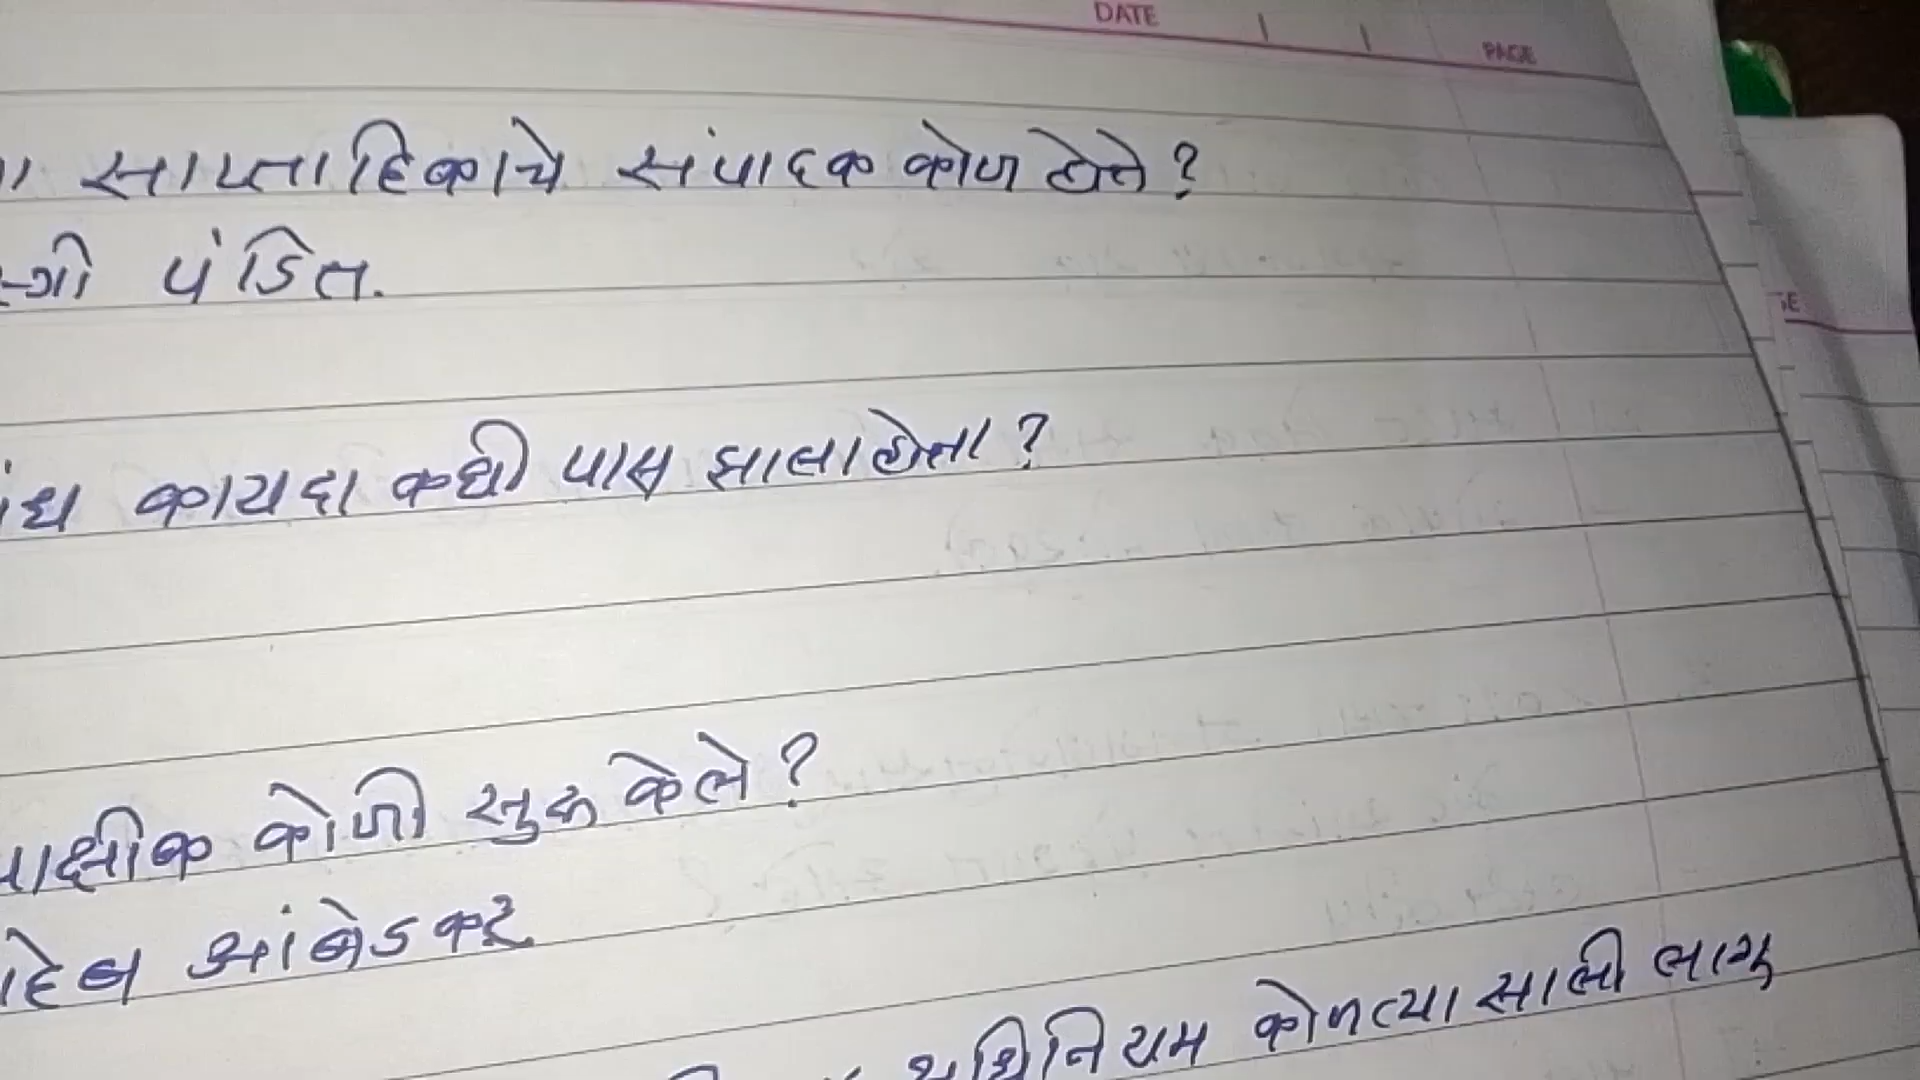 DATE
PAGE
साप्ताहिकाचे संपादक कोण होते?
पंडित.
कायदा कधी पास झाला होता?
पाक्षीक कोणी सुरू केले?
आंबेडकर
अधिनियम कोणत्या साली लागू